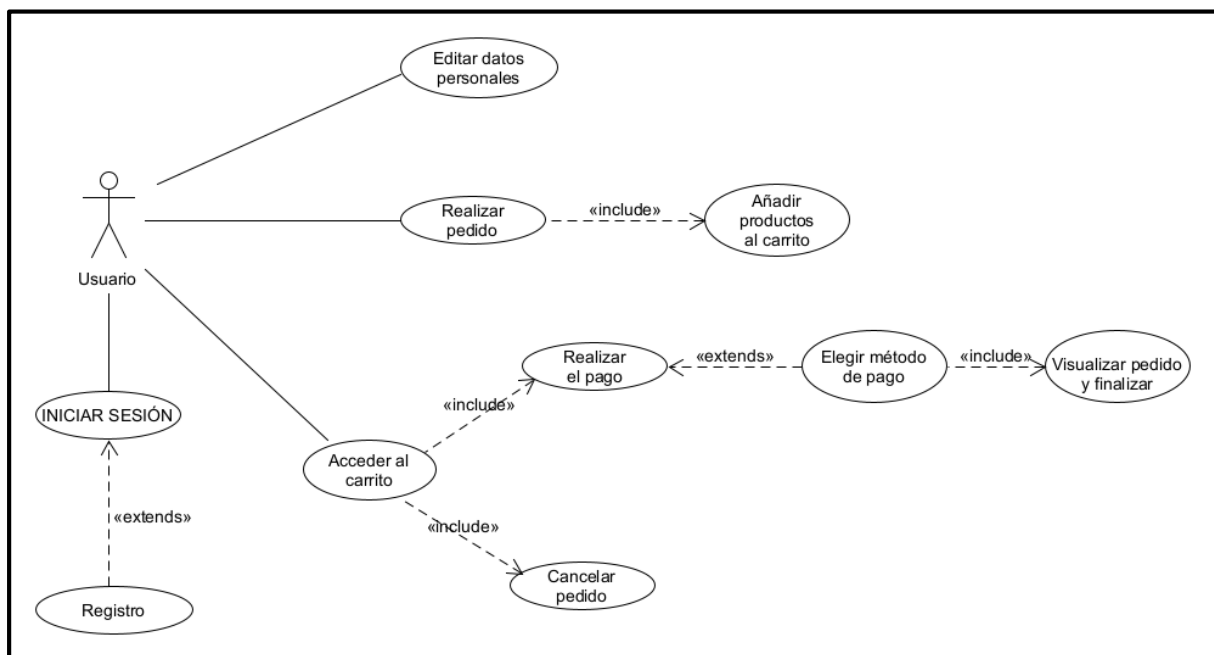 Editar datos
personales
Realizar
pedido
«include»
Añadir
productos
al carrito
Usuario
Realizar
el pago
«extends»
Elegir método
de pago
«include»
Visualizar pedido
y finalizar
INICIAR SESIÓN
«include»
Acceder al
carrito
«extends»
«include»
Cancelar
pedido
Registro